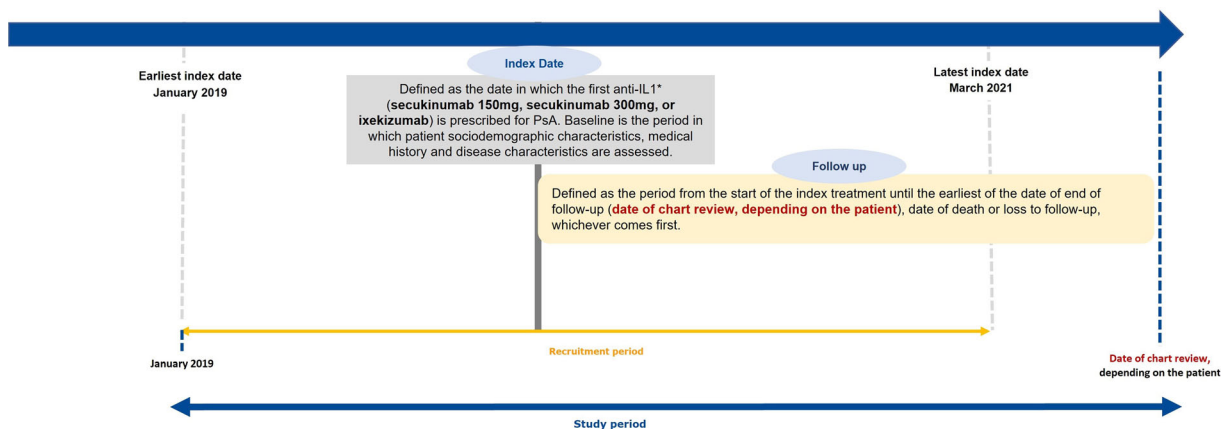 Earliest index date
January 2019
Index Date
Defined as the date in which the first anti-IL1*
(secukinumab 150mg, secukinumab 300mg, or
ixekizumab) is prescribed for PsA. Baseline is the period in
which patient sociodemographic characteristics, medical
history and disease characteristics are assessed.
Latest index date
March 2021
Follow up
Defined as the period from the start of the index treatment until the earliest of the date of end of
follow-up (date of chart review, depending on the patient), date of death or loss to follow-up,
whichever comes first.
Recruitment period
January 2019
Date of chart review,
depending on the patient
Study period